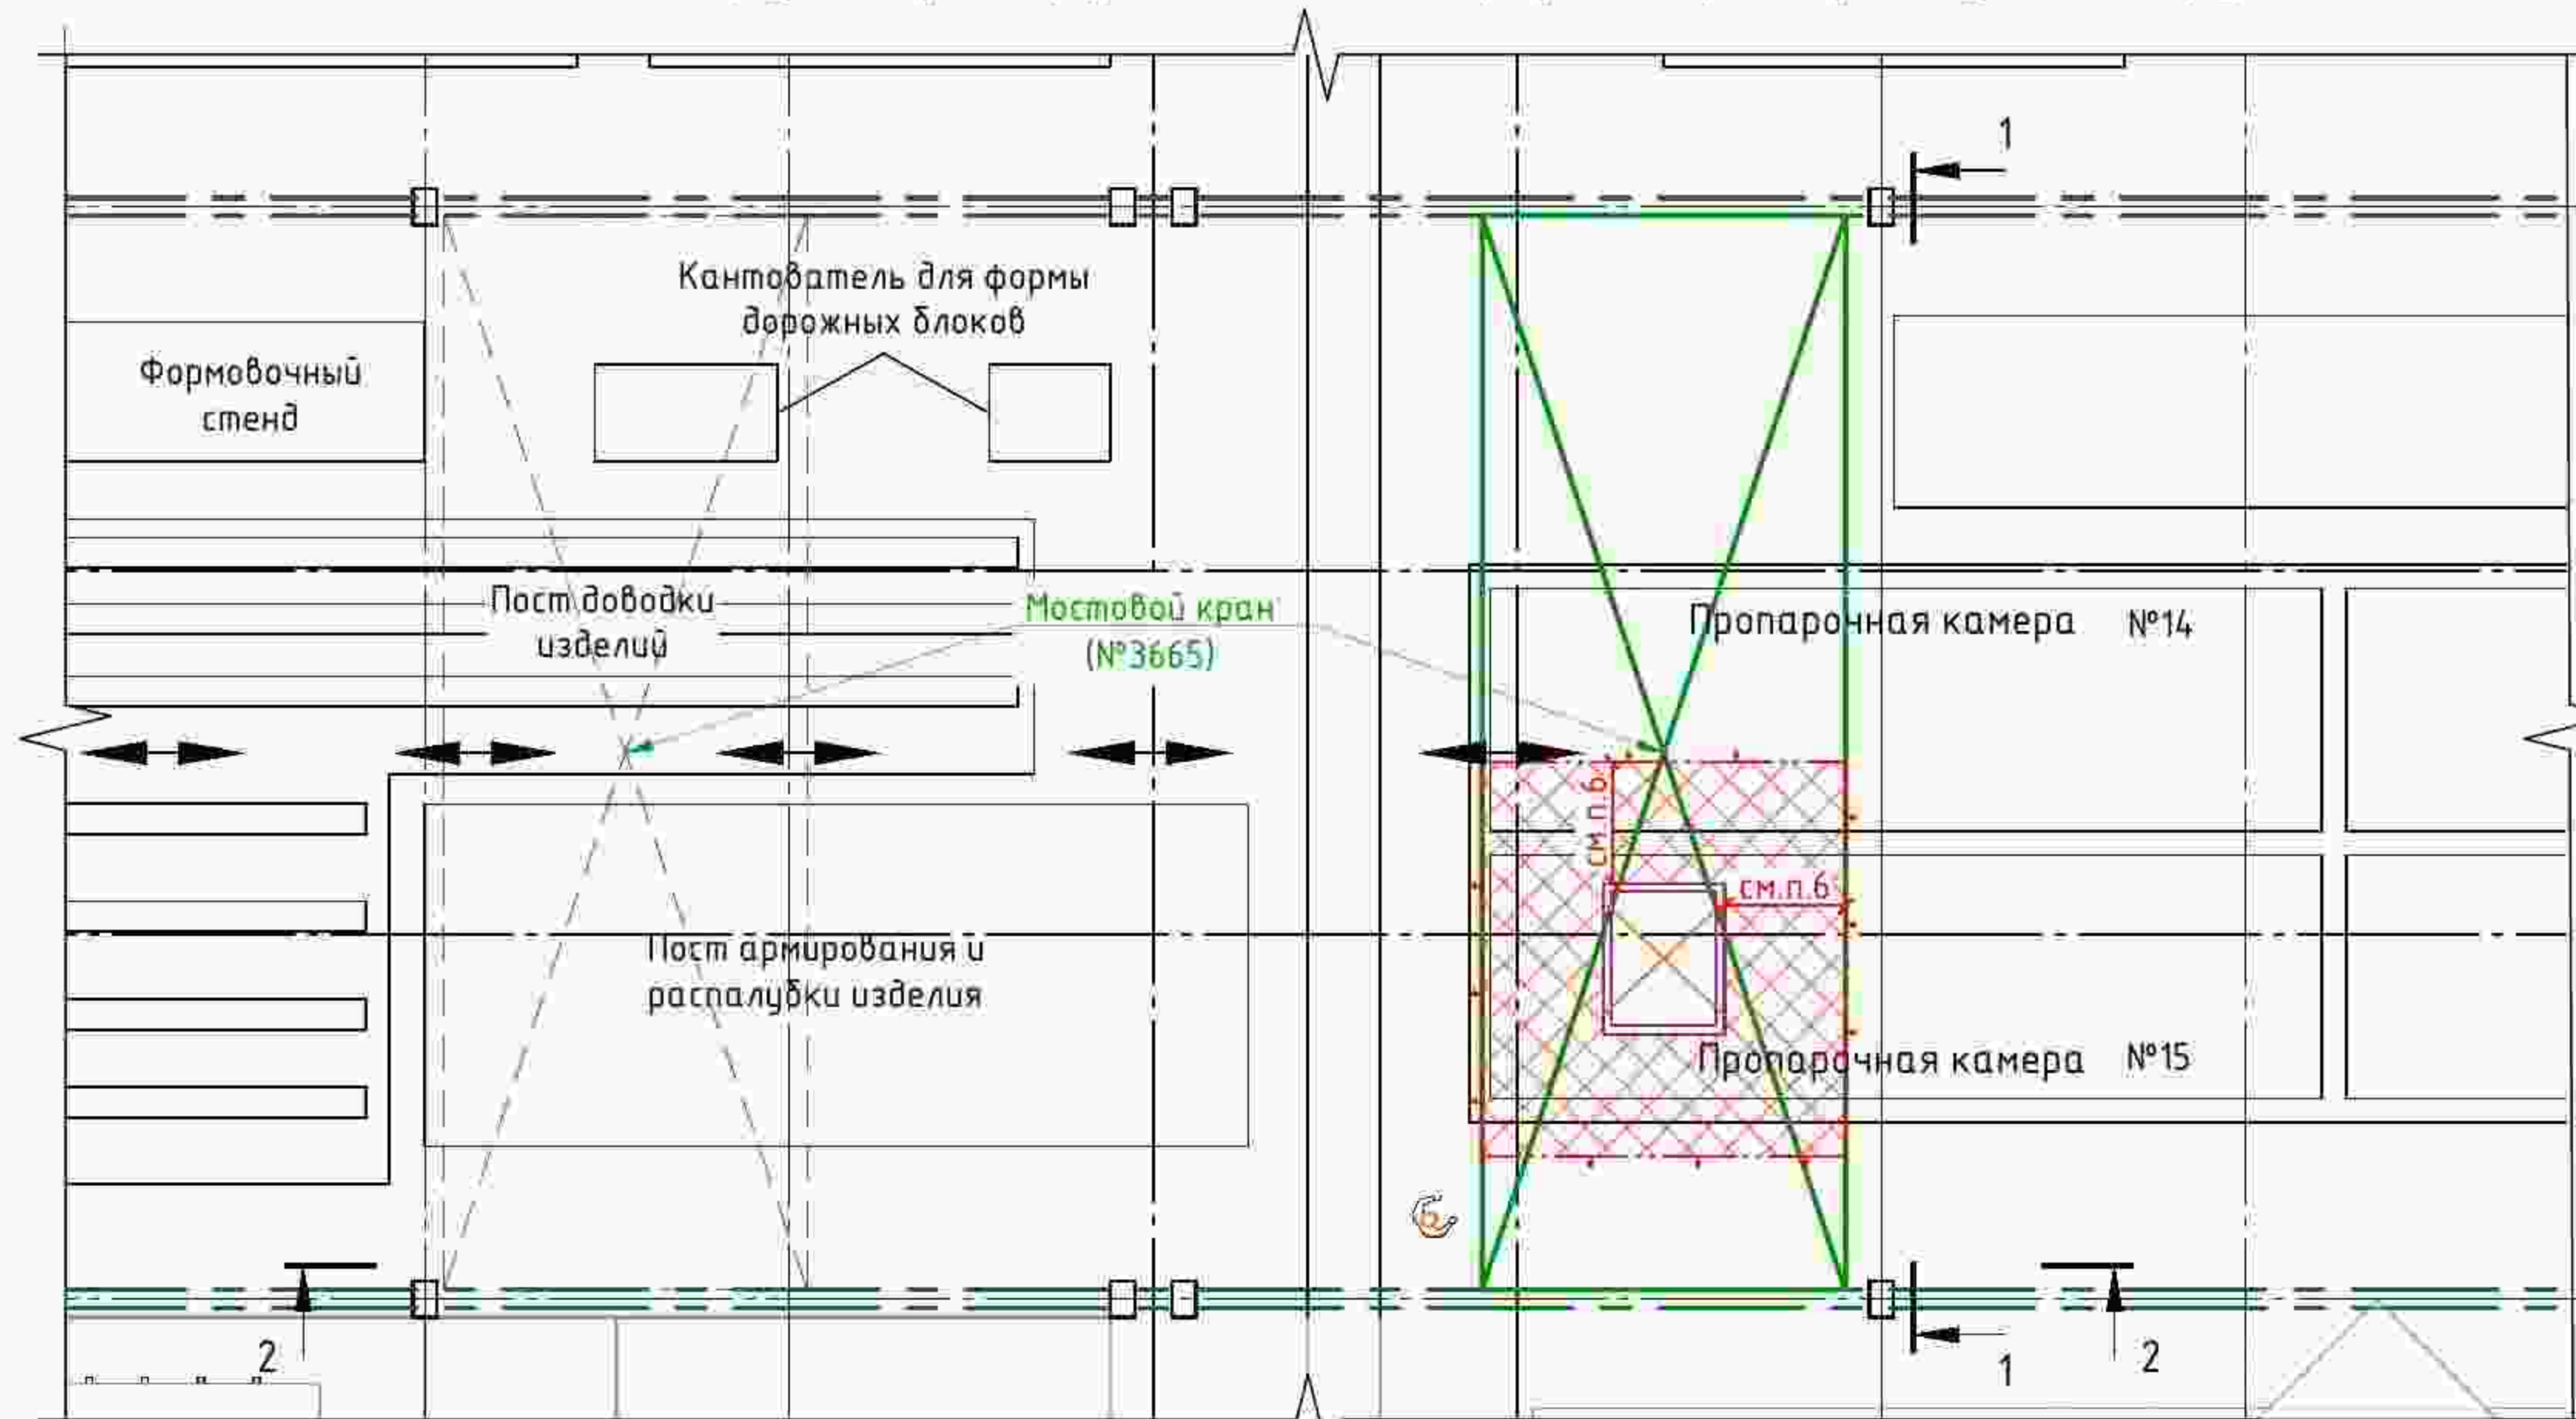 1
Кантователь для формы
дорожных блоков
Формовочный
стенд
Пост доводки
изделий
Мостовой кран
(№3665)
Пропарочная камера №14
см.п.6
см.п.6
Пост армирования и
распалубки изделия
Пропарочная камера №15
2
1
2